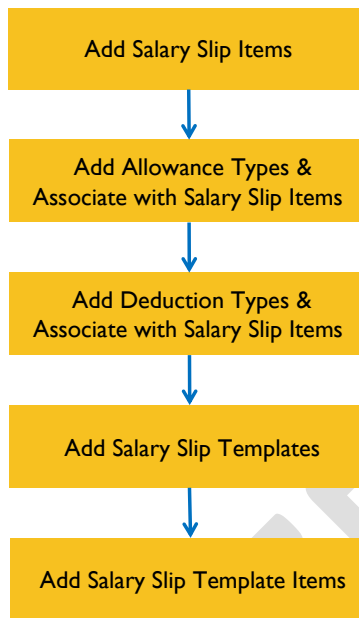 Add Salary Slip Items
Add Allowance Types &
Associate with Salary Slip Items
Add Deduction Types &
Associate with Salary Slip Items
Add Salary Slip Templates
Add Salary Slip Template Items